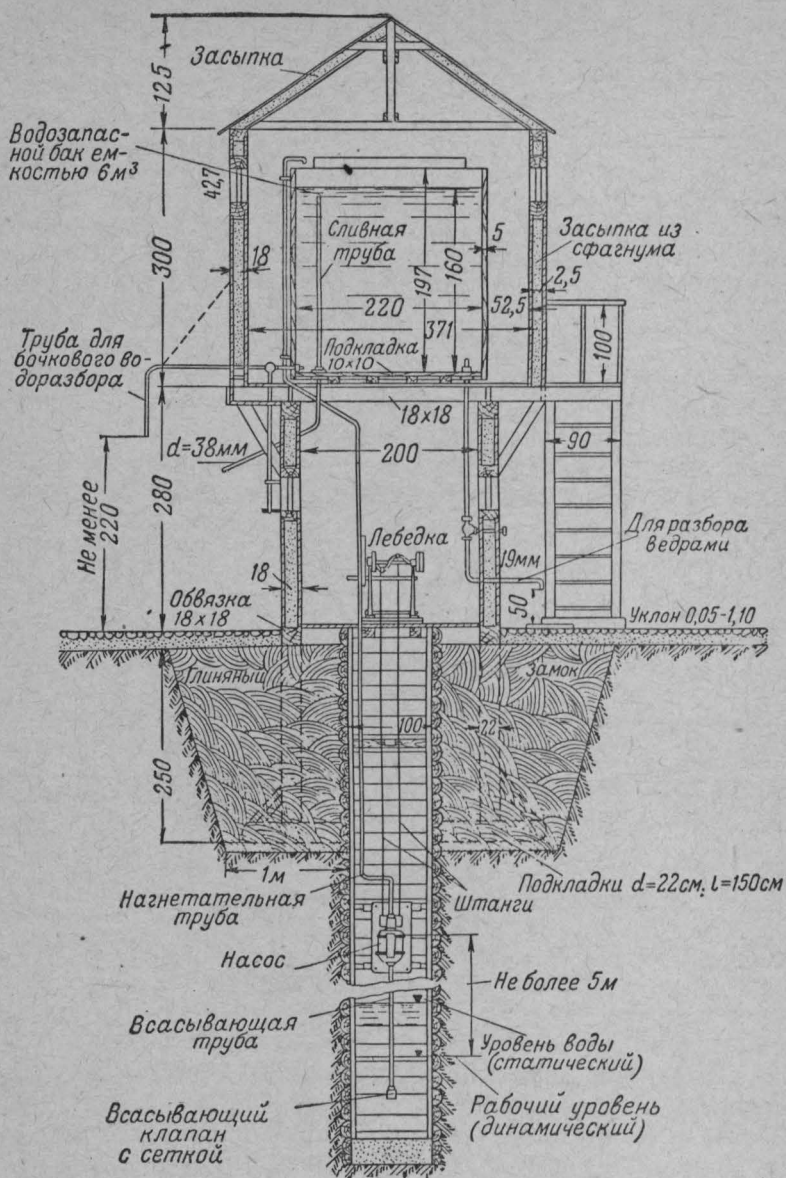 125
Засыпка
Водозапас-
ной бак ем-
костью 6м³
42,7
Сливная
труба
5
Засыпка из
сфагнума
300
18
197
160
2,5
220
52,5
371
100
Труба для
бочкового во-
доразбора
Подкладка
10×10
18×18
d=38мм
200
90
Не менее
220
280
Лебедка
Для разбора
ведрами
19мм
18
Обвязка
18×18
50
Уклон 0,05-1,10
Глиняный
Замок
100
22
250
1м
Подкладки d=22см; l=150см
Нагнетательная
труба
Штанги
Насос
Не более 5м
Всасывающая
труба
Уровень воды
(статический)
Всасывающий
клапан
с сеткой
Рабочий уровень
(динамический)